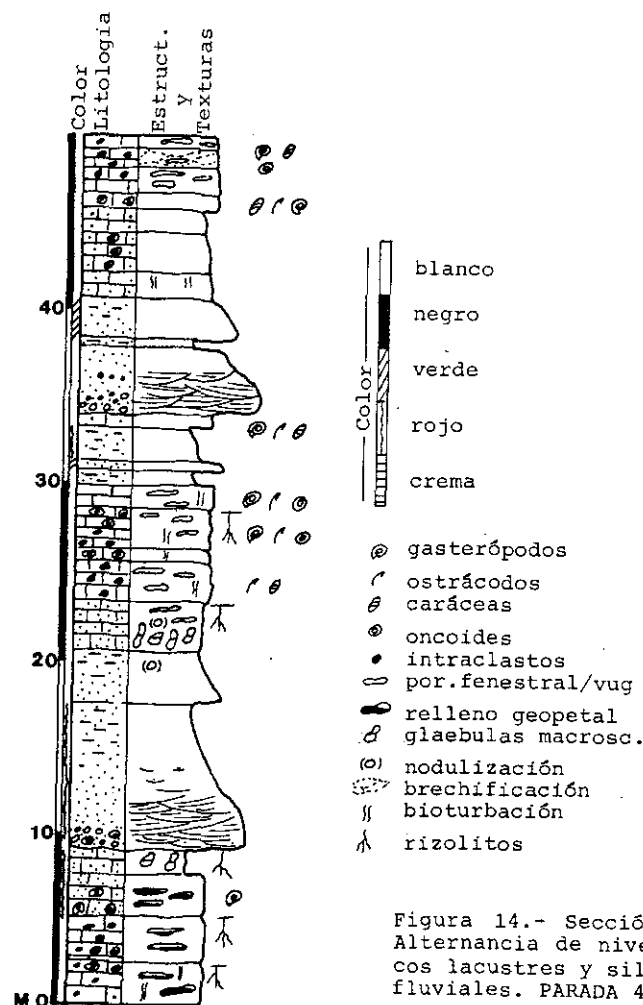 Color
Litologia
Estruct.
y
Texturas
40
30
20
10
M 0
Color
blanco
negro
verde
rojo
crema
gasterópodos
ostrácodos
caráceas
oncoides
intraclastos
por.fenestral/vug
relleno geopetal
glaebulas macrosc.
nodulización
brechificación
bioturbación
rizolitos
Figura 14.- Secció
Alternancia de nive
cos lacustres y sil
fluviales. PARADA 4